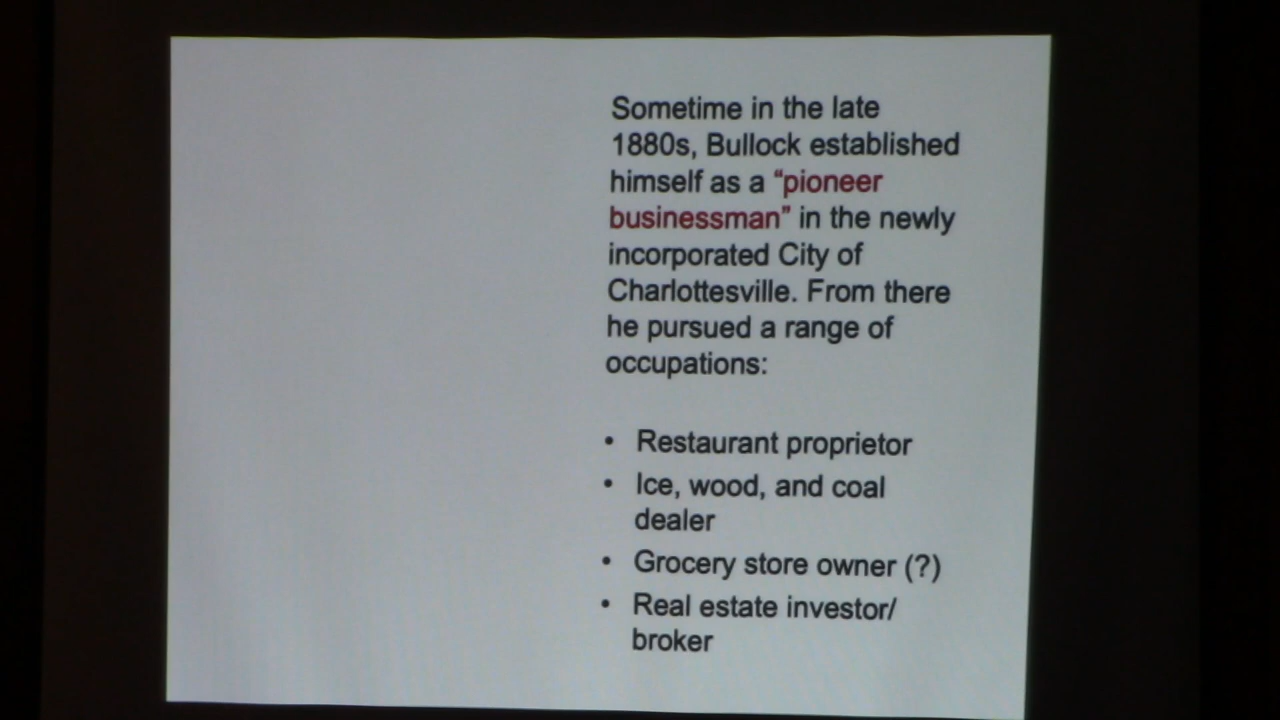 Sometime in the late
1880s, Bullock established
himself as a “pioneer
businessman” in the newly
incorporated City of
Charlottesville. From there
he pursued a range of
occupations:
• Restaurant proprietor
• Ice, wood, and coal
dealer
• Grocery store owner (?)
• Real estate investor/
broker